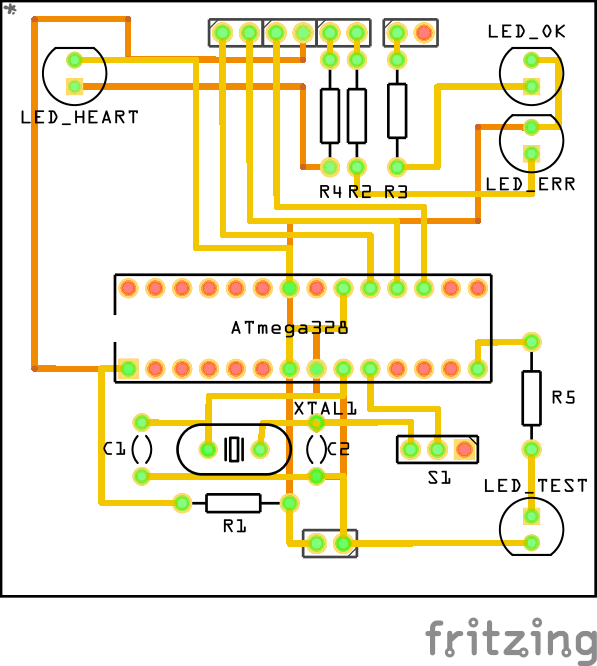 *
LED_OK
LED_HEART
R4 R2 R3
LED_ERR
ATmega328
R5
XTAL1
C1
C2
S1
LED_TEST
R1
fritzing